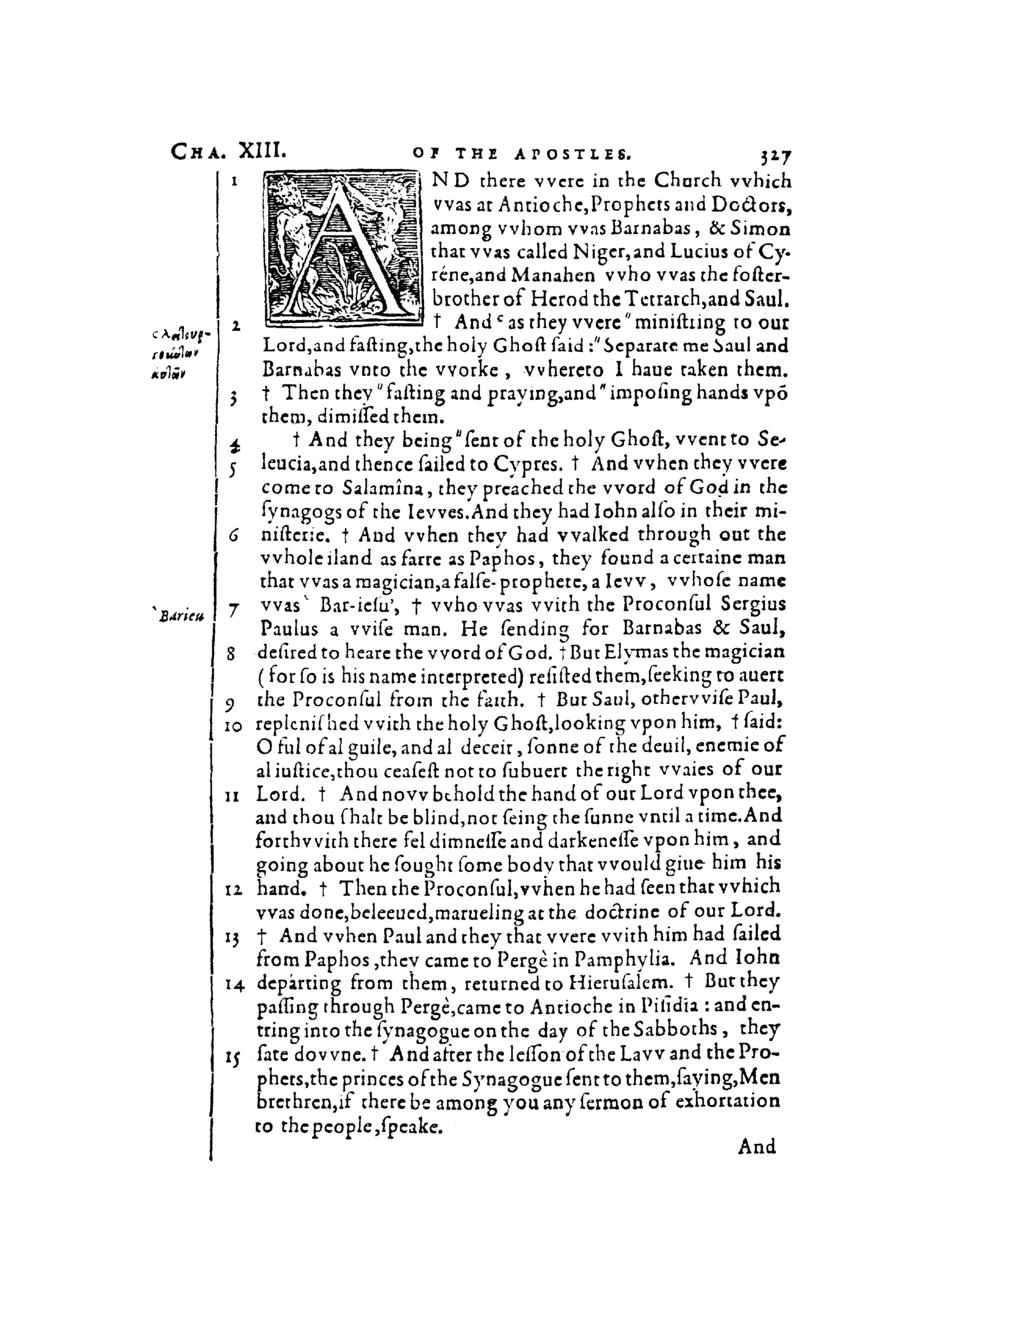 CHA. XIII. OF THE APOSTLES. 327
1 AND there vvere in the Church vvhich
vvas at Antioche,Prophets and Doctors,
among vvhom vvas Barnabas, & Simon
that vvas called Niger,and Lucius of Cy-
réne,and Manahen vvho vvas the foſter-
brother of Herod the Tetrarch,and Saul.
2 † And ᶜ as they vvere " miniſtring to our
c λειτουρ-
Lord,and faſting,the holy Ghoſt ſaid :" Separate me Saul and
γούντων
Barnabas vnto the vvorke, vvhereto I haue taken them.
αὐτῶν
3 † Then they " faſting and praying,and " impoſing hands vpō
them, dimiſſed them.
4 † And they being " ſent of the holy Ghoſt, vvent to Se-
5 leucia,and thence ſailed to Cypres. † And vvhen they vvere
come to Salamîna, they preached the vvord of God in the
ſynagogs of the Ievves.And they had Iohn alſo in their mi-
6 niſterie. † And vvhen they had vvalked through out the
vvhole iland as farre as Paphos, they found a certaine man
that vvas a magician,a falſe-prophete, a Ievv, vvhoſe name
7 vvas ‵ Bar-ieſu’, † vvho vvas vvith the Proconſul Sergius
‵Barieu
Paulus a vviſe man. He ſending for Barnabas & Saul,
8 deſired to heare the vvord of God. † But Elymas the magician
(for ſo is his name interpreted) reſiſted them,ſeeking to auert
9 the Proconſul from the faith. † But Saul, othervviſe Paul,
10 repleniſhed vvith the holy Ghoſt,looking vpon him, † ſaid:
O ful of al guile, and al deceit, ſonne of the deuil, enemie of
al iuſtice,thou ceaſeſt not to ſubuert the right vvaies of our
11 Lord. † And novv behold the hand of our Lord vpon thee,
and thou ſhalt be blind,not ſeing the ſunne vntil a time.And
forthvvith there fel dimneſſe and darkeneſſe vpon him, and
going about he ſought ſome body that vvould giue him his
12 hand. † Then the Proconſul,vvhen he had ſeen that vvhich
vvas done,beleeued,marueling at the doctrine of our Lord.
13 † And vvhen Paul and they that vvere vvith him had ſailed
from Paphos ,they came to Pergè in Pamphylia. And Iohn
14 departing from them, returned to Hieruſalem. † But they
paſſing through Pergè,came to Antioche in Piſidia : and en-
tring into the ſynagogue on the day of the Sabboths, they
15 ſate dovvne. † And after the leſſon of the Lavv and the Pro-
phets,the princes of the Synagogue ſent to them,ſaying,Men
brethren,if there be among you any ſermon of exhortation
to the people,ſpeake.
And